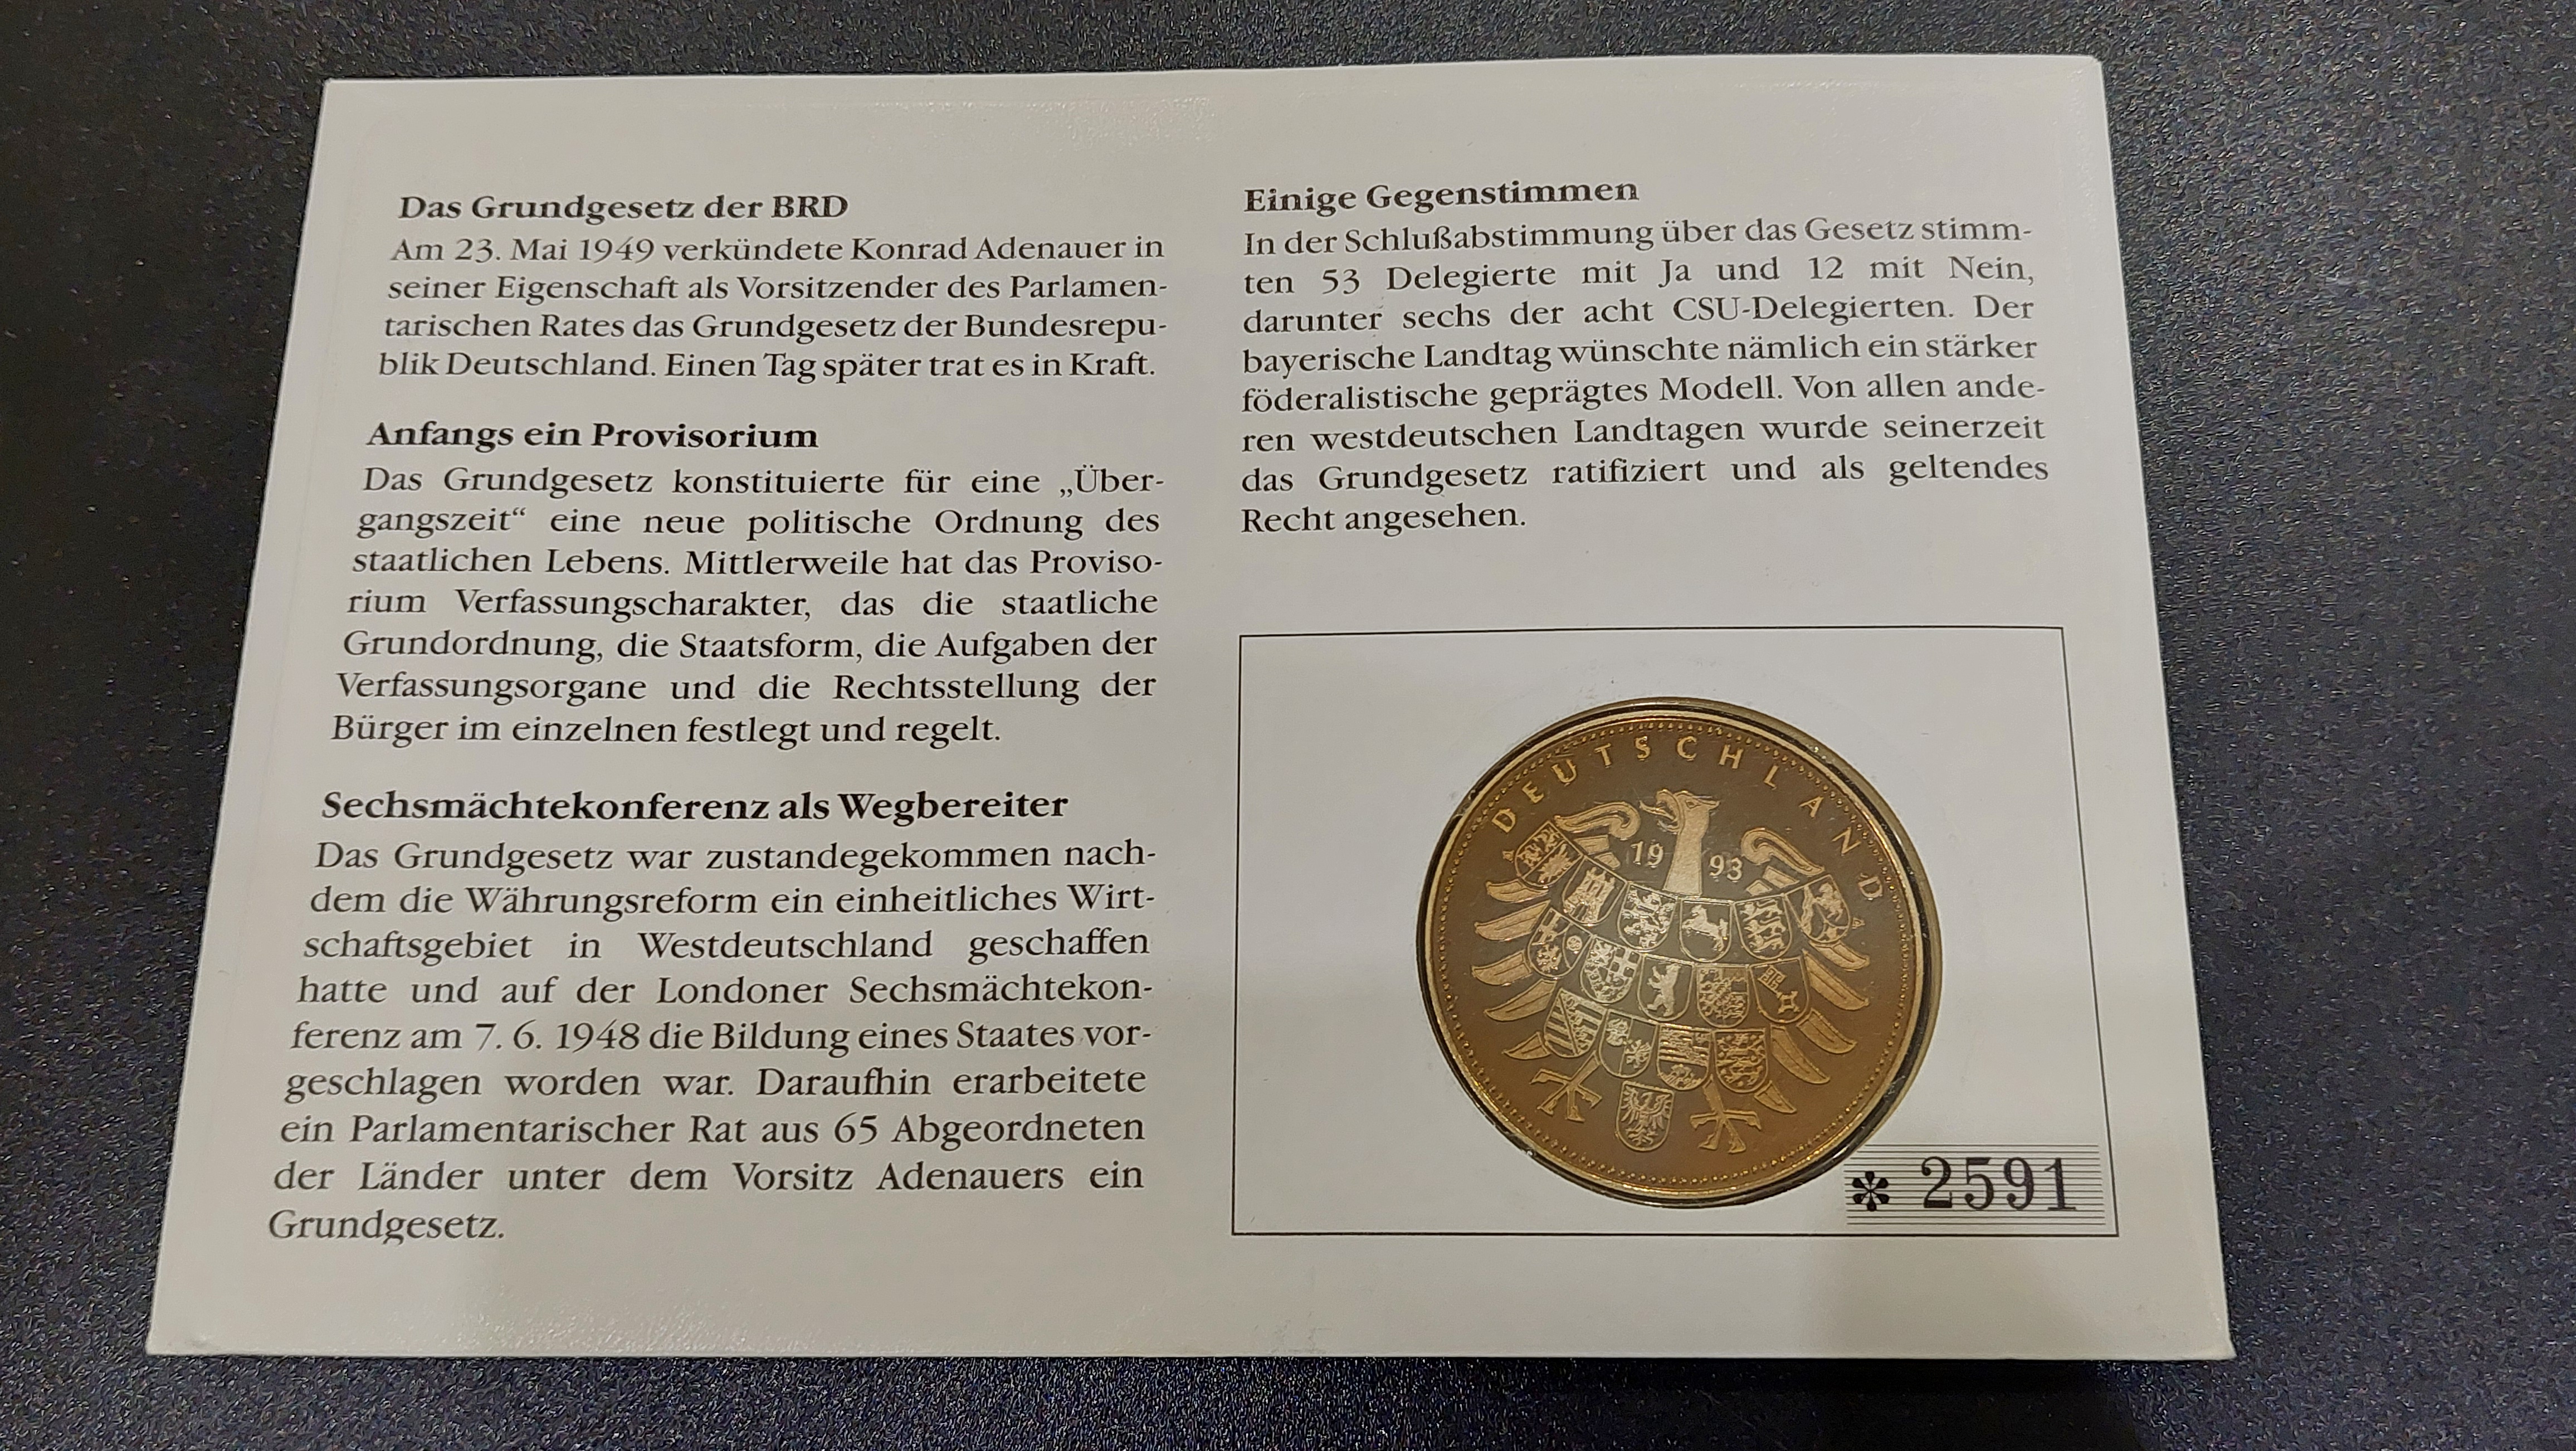 Das Grundgesetz der BRD
Am 23. Mai 1949 verkündete Konrad Adenauer in
seiner Eigenschaft als Vorsitzender des Parlamen-
tarischen Rates das Grundgesetz der Bundesrepu-
blik Deutschland. Einen Tag später trat es in Kraft.
Anfangs ein Provisorium
Das Grundgesetz konstituierte für eine „Über-
gangszeit“ eine neue politische Ordnung des
staatlichen Lebens. Mittlerweile hat das Proviso-
rium Verfassungscharakter, das die staatliche
Grundordnung, die Staatsform, die Aufgaben der
Verfassungsorgane und die Rechtsstellung der
Bürger im einzelnen festlegt und regelt.
Sechsmächtekonferenz als Wegbereiter
Das Grundgesetz war zustandegekommen nach-
dem die Währungsreform ein einheitliches Wirt-
schaftsgebiet in Westdeutschland geschaffen
hatte und auf der Londoner Sechsmächtekon-
ferenz am 7. 6. 1948 die Bildung eines Staates vor-
geschlagen worden war. Daraufhin erarbeitete
ein Parlamentarischer Rat aus 65 Abgeordneten
der Länder unter dem Vorsitz Adenauers ein
Grundgesetz.
Einige Gegenstimmen
In der Schlußabstimmung über das Gesetz stimm-
ten 53 Delegierte mit Ja und 12 mit Nein,
darunter sechs der acht CSU-Delegierten. Der
bayerische Landtag wünschte nämlich ein stärker
föderalistische geprägtes Modell. Von allen ande-
ren westdeutschen Landtagen wurde seinerzeit
das Grundgesetz ratifiziert und als geltendes
Recht angesehen.
DEUTSCHLAND
19 93
* 2591